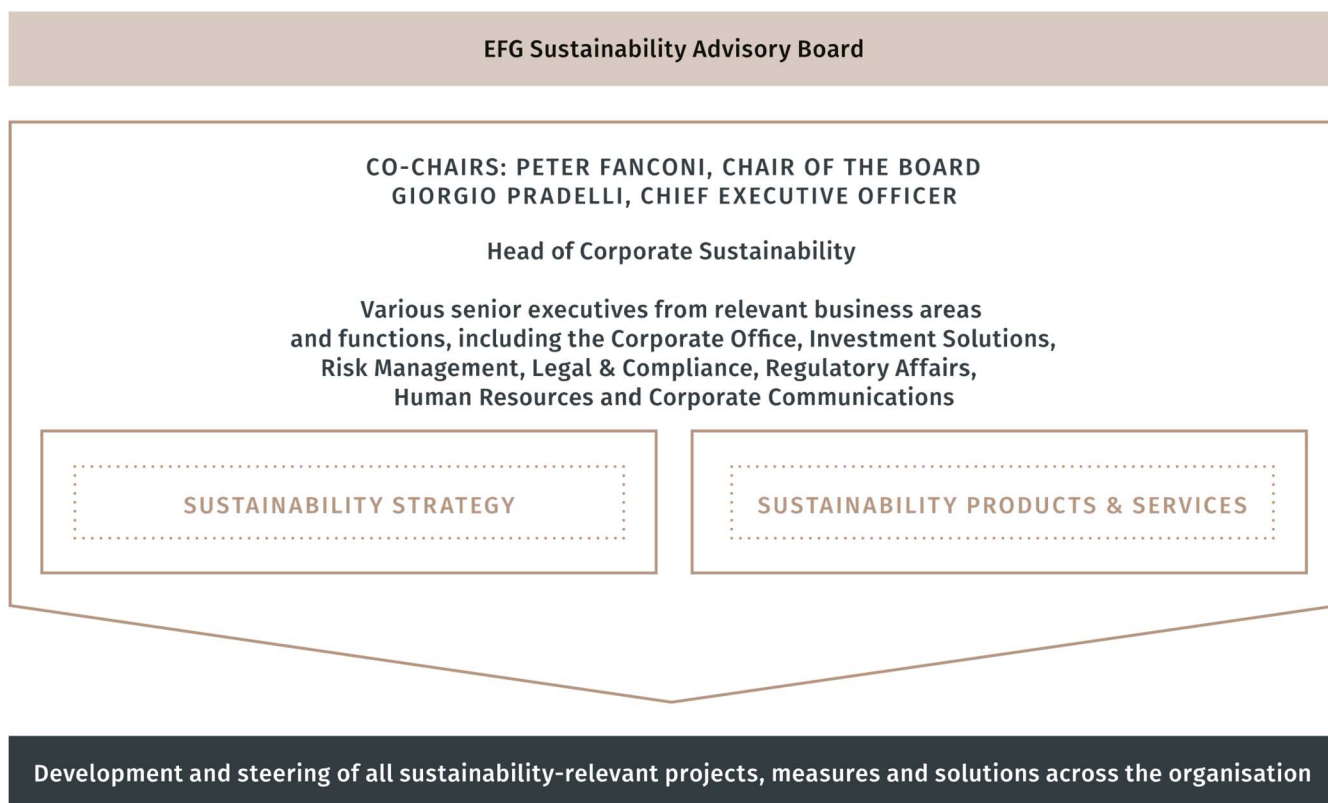 EFG Sustainability Advisory Board
CO-CHAIRS: PETER FANCONI, CHAIR OF THE BOARD
GIORGIO PRADELLI, CHIEF EXECUTIVE OFFICER
Head of Corporate Sustainability
Various senior executives from relevant business areas
and functions, including the Corporate Office, Investment Solutions,
Risk Management, Legal & Compliance, Regulatory Affairs,
Human Resources and Corporate Communications
SUSTAINABILITY STRATEGY
SUSTAINABILITY PRODUCTS & SERVICES
Development and steering of all sustainability-relevant projects, measures and solutions across the organisation